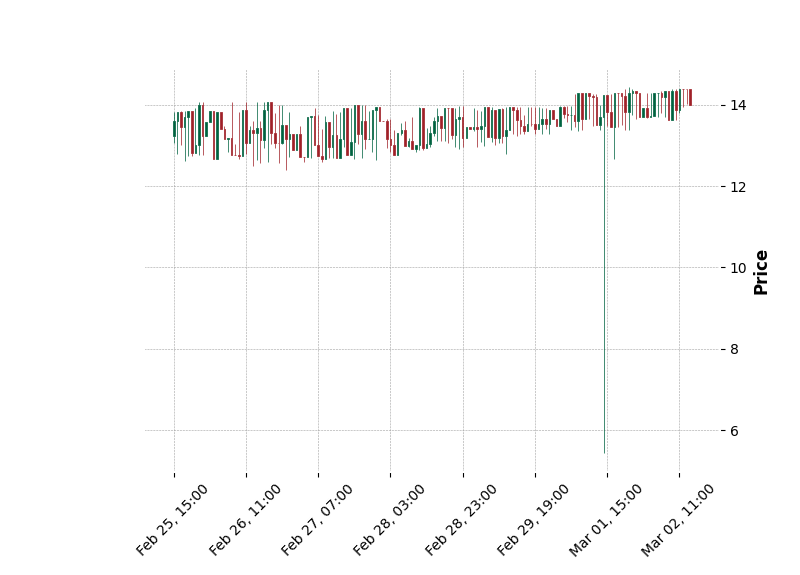 14
12
10
8
6
Price
Feb 25, 15:00
Feb 26, 11:00
Feb 27, 07:00
Feb 28, 03:00
Feb 28, 23:00
Feb 29, 19:00
Mar 01, 15:00
Mar 02, 11:00